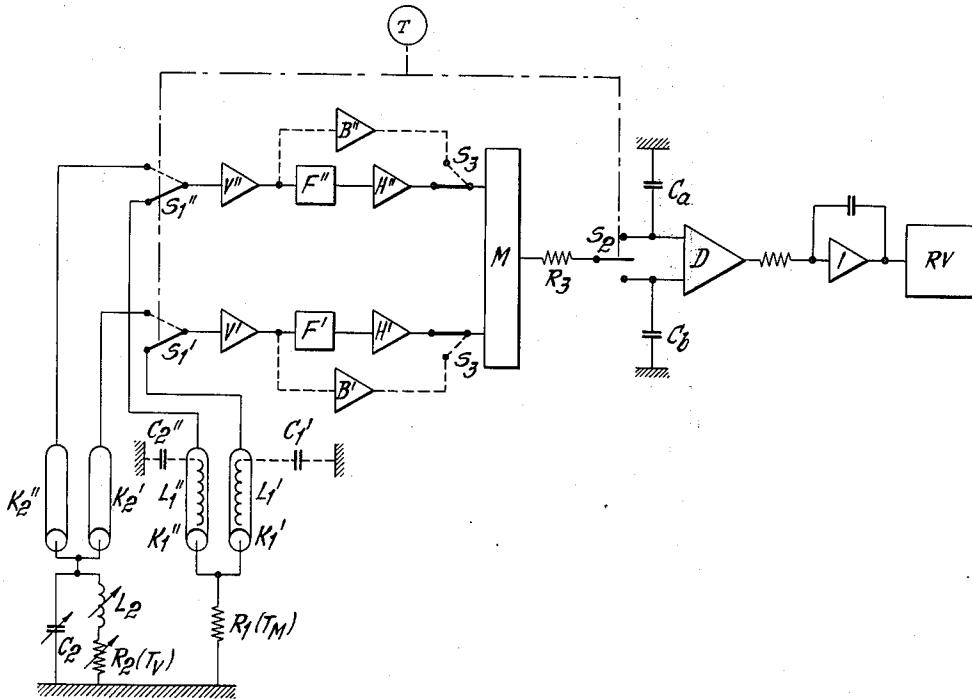 T
B"
S3
S1"
V"
F"
H"
Ca
M
R3
S2
D
I
RV
S1'
V'
F'
H'
S3
Cb
B'
C2"
C1'
K2"
K2'
L1"
L1'
K1"
K1'
C2
L2
R2(TV)
R1(TM)